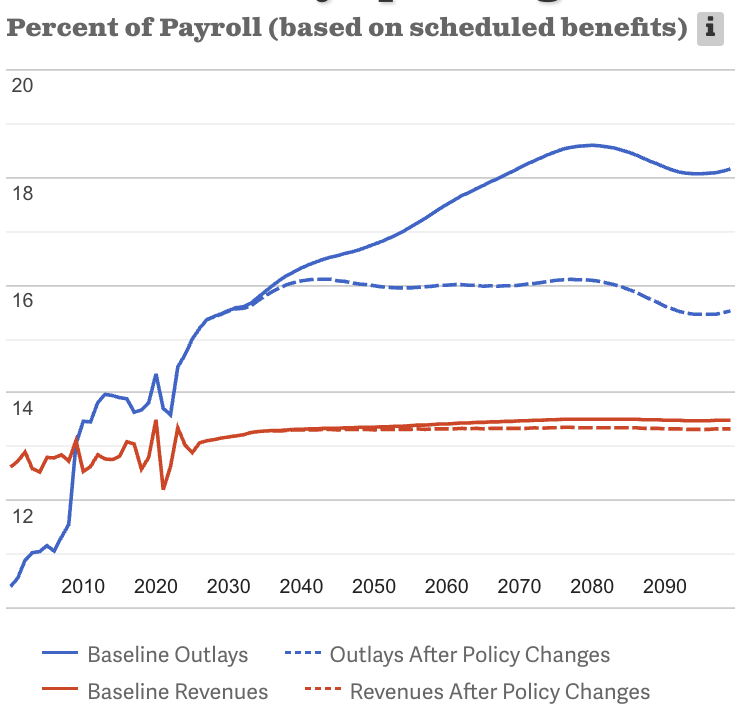 Percent of Payroll (based on scheduled benefits) i
20
18
16
14
12
2010 2020 2030 2040 2050 2060 2070 2080 2090
Baseline Outlays Outlays After Policy Changes
Baseline Revenues Revenues After Policy Changes